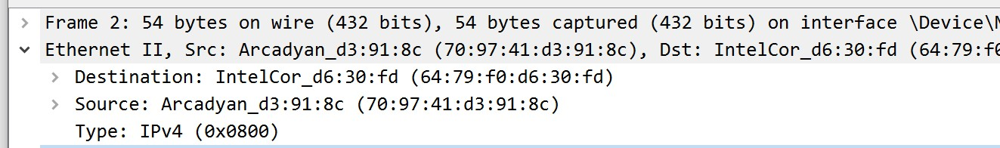 Frame 2: 54 bytes on wire (432 bits), 54 bytes captured (432 bits) on interface \Device\
Ethernet II, Src: Arcadyan_d3:91:8c (70:97:41:d3:91:8c), Dst: IntelCor_d6:30:fd (64:79:f0
Destination: IntelCor_d6:30:fd (64:79:f0:d6:30:fd)
Source: Arcadyan_d3:91:8c (70:97:41:d3:91:8c)
Type: IPv4 (0x0800)